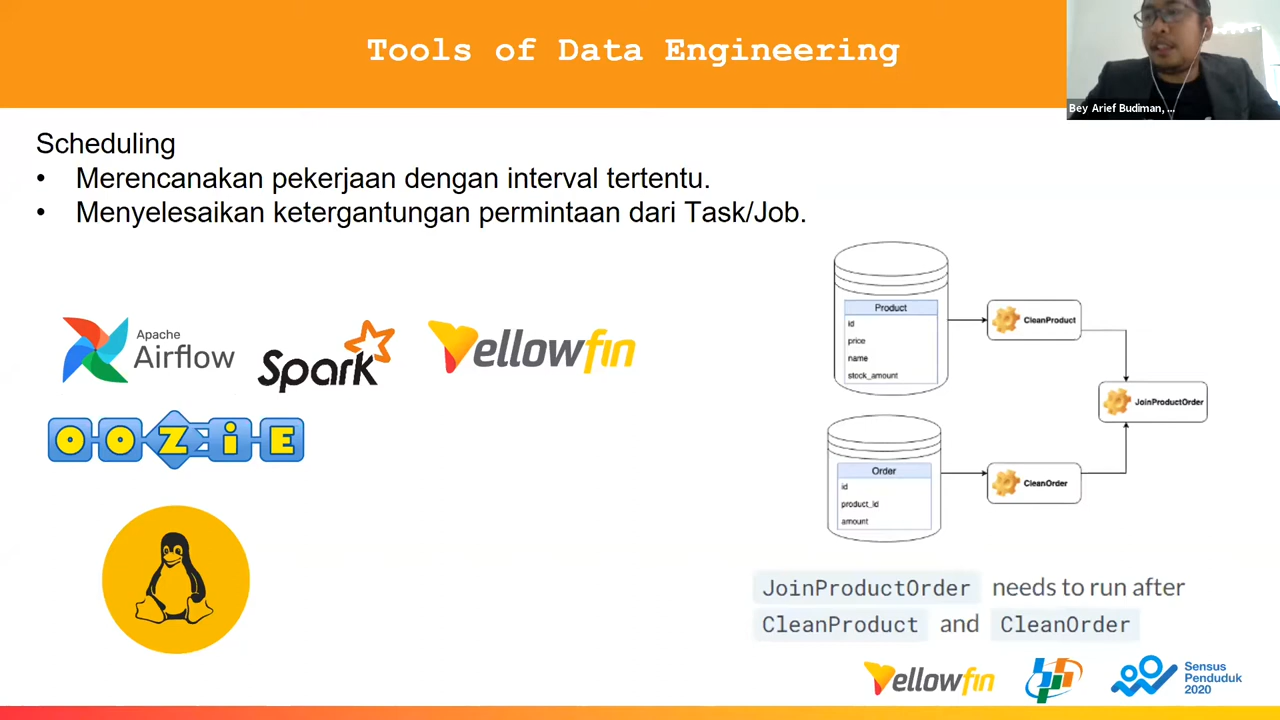 Tools of Data Engineering
Bey Arief Budiman, ...
Scheduling
• Merencanakan pekerjaan dengan interval tertentu.
• Menyelesaikan ketergantungan permintaan dari Task/Job.
Apache
Airflow
Spark
Yellowfin
OOZiE
Product
id
price
name
stock_amount
CleanProduct
JoinProductOrder
Order
id
product_id
amount
CleanOrder
JoinProductOrder needs to run after
CleanProduct and CleanOrder
Yellowfin
Sensus
Penduduk
2020